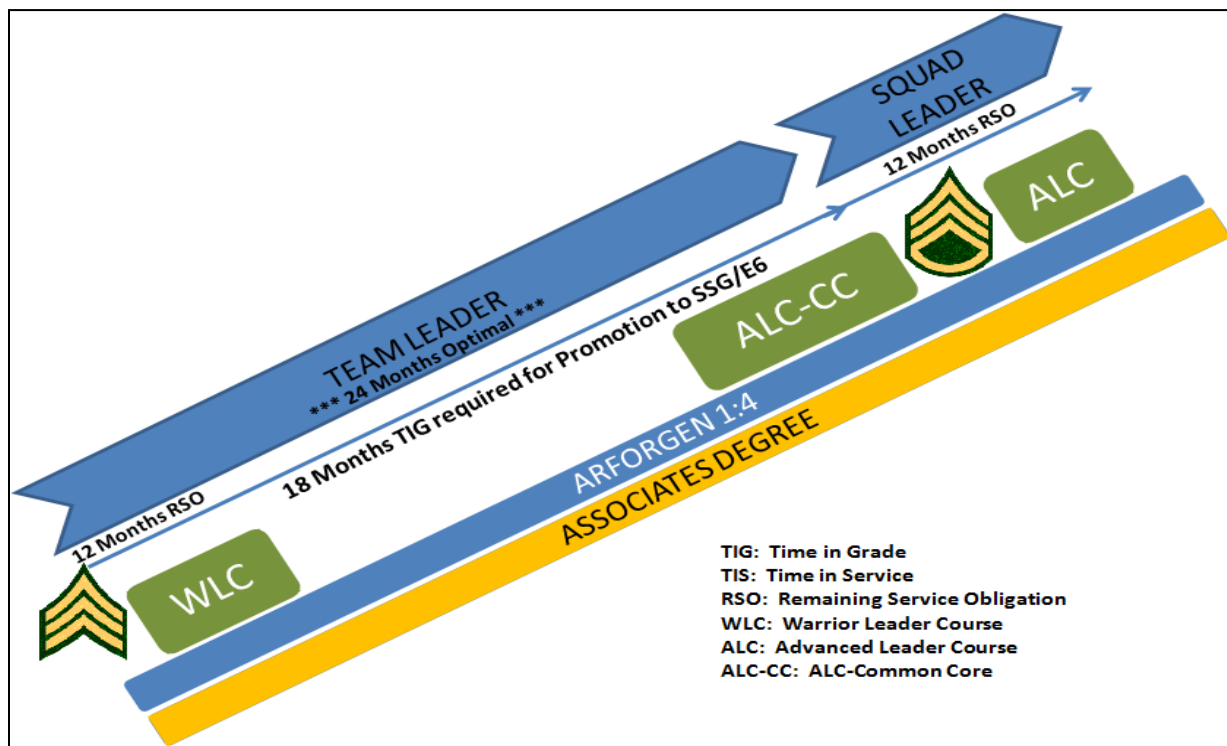 SQUAD
LEADER
12 Months RSO
ALC
TEAM LEADER
*** 24 Months Optimal ***
18 Months TIG required for Promotion to SSG/E6
ALC-CC
12 Months RSO
WLC
ARFORGEN 1:4
ASSOCIATES DEGREE
TIG:  Time in Grade
TIS:  Time in Service
RSO:  Remaining Service Obligation
WLC:  Warrior Leader Course
ALC:  Advanced Leader Course
ALC-CC:  ALC-Common Core